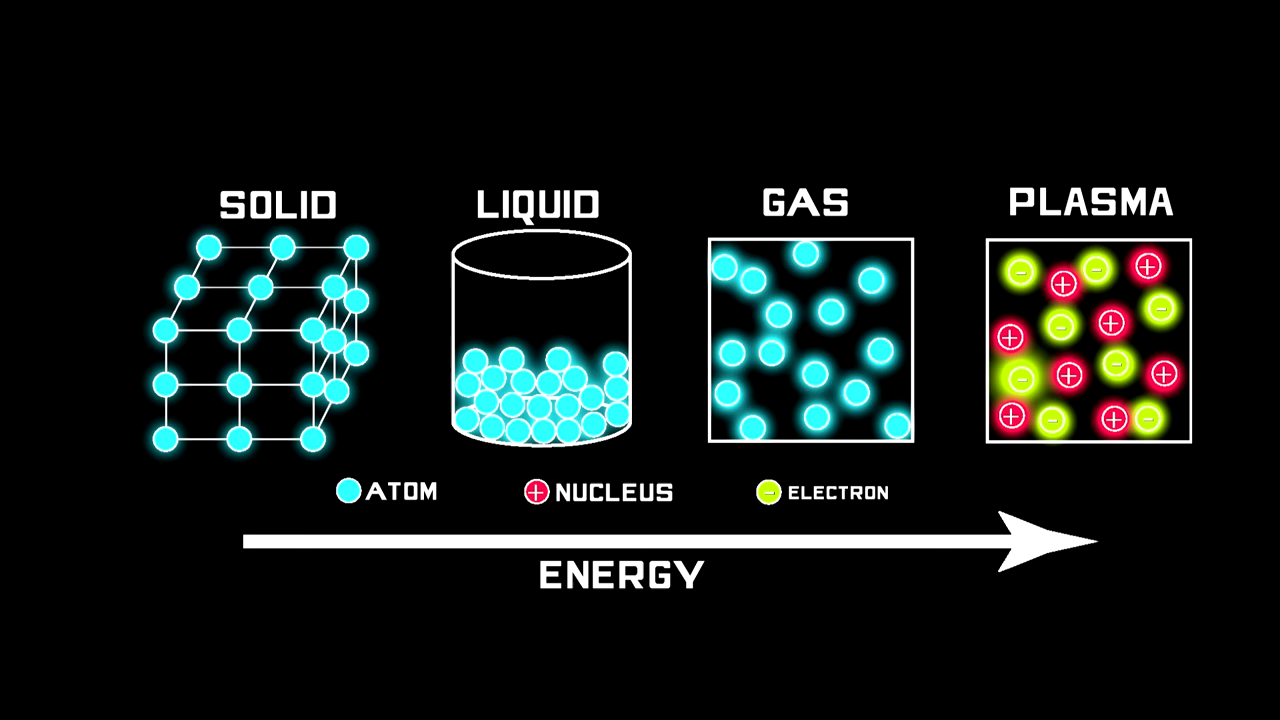 SOLID
LIQUID
GAS
PLASMA
ATOM
NUCLEUS
ELECTRON
ENERGY